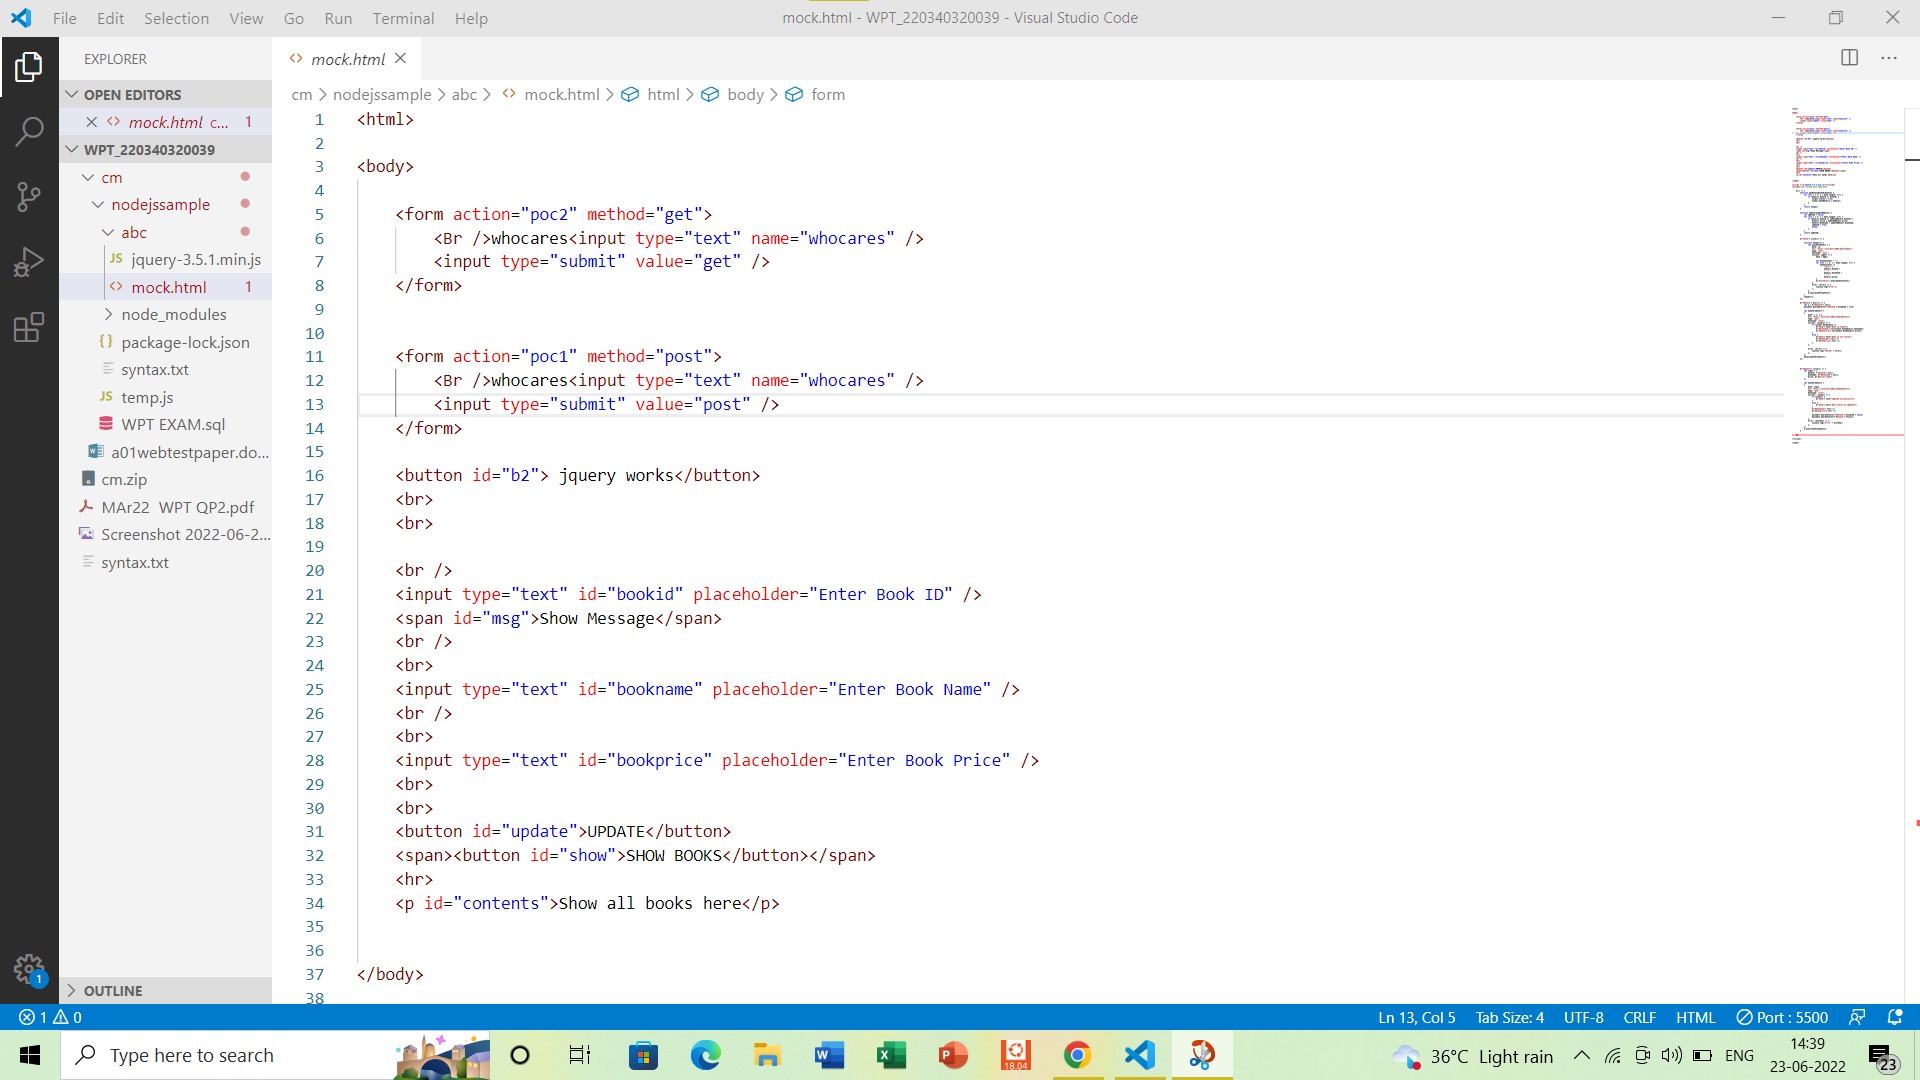 File Edit Selection View Go Run Terminal Help
mock.html - WPT_220340320039 - Visual Studio Code
EXPLORER
OPEN EDITORS
mock.html c... 1
WPT_220340320039
cm
nodejssample
abc
JS jquery-3.5.1.min.js
<> mock.html 1
node_modules
{} package-lock.json
syntax.txt
JS temp.js
WPT EXAM.sql
a01webtestpaper.do...
cm.zip
MAr22 WPT QP2.pdf
Screenshot 2022-06-2...
syntax.txt
OUTLINE
<> mock.html
cm > nodejssample > abc > <> mock.html > html > body > form
1 <html>
2
3 <body>
4
5 <form action="poc2" method="get">
6 <Br />whocares<input type="text" name="whocares" />
7 <input type="submit" value="get" />
8 </form>
9
10
11 <form action="poc1" method="post">
12 <Br />whocares<input type="text" name="whocares" />
13 <input type="submit" value="post" />
14 </form>
15
16 <button id="b2"> jquery works</button>
17 <br>
18 <br>
19
20 <br />
21 <input type="text" id="bookid" placeholder="Enter Book ID" />
22 <span id="msg">Show Message</span>
23 <br />
24 <br>
25 <input type="text" id="bookname" placeholder="Enter Book Name" />
26 <br />
27 <br>
28 <input type="text" id="bookprice" placeholder="Enter Book Price" />
29 <br>
30 <br>
31 <button id="update">UPDATE</button>
32 <span><button id="show">SHOW BOOKS</button></span>
33 <hr>
34 <p id="contents">Show all books here</p>
35
36
37 </body>
38
1
1 0
Ln 13, Col 5 Tab Size: 4 UTF-8 CRLF HTML Port : 5500
Type here to search
18.04
36°C Light rain
ENG
14:39
23-06-2022
23